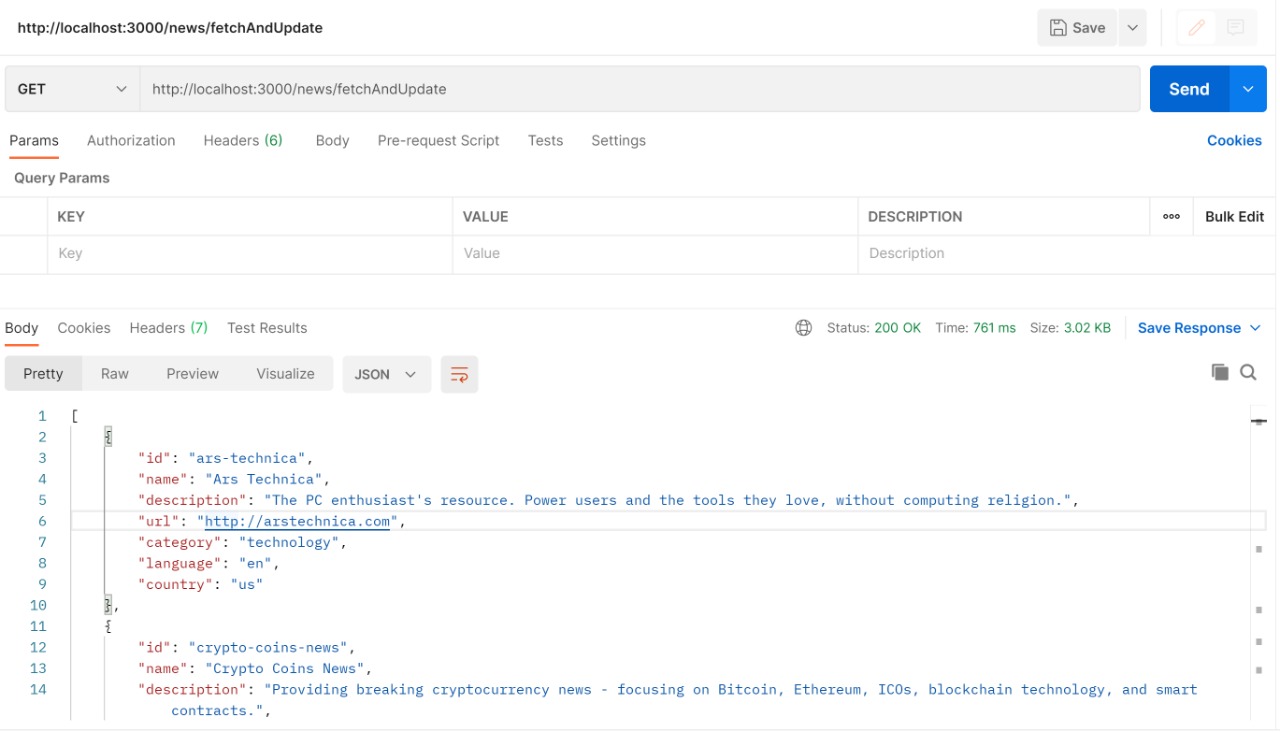 http://localhost:3000/news/fetchAndUpdate
Save
GET
http://localhost:3000/news/fetchAndUpdate
Send
Params Authorization Headers (6) Body Pre-request Script Tests Settings Cookies
Query Params
KEY VALUE DESCRIPTION ooo Bulk Edit
Key Value Description
Body Cookies Headers (7) Test Results Status: 200 OK Time: 761 ms Size: 3.02 KB Save Response
Pretty Raw Preview Visualize JSON
1 [
2 {
3 "id": "ars-technica",
4 "name": "Ars Technica",
5 "description": "The PC enthusiast's resource. Power users and the tools they love, without computing religion.",
6 "url": "http://arstechnica.com",
7 "category": "technology",
8 "language": "en",
9 "country": "us"
10 },
11 {
12 "id": "crypto-coins-news",
13 "name": "Crypto Coins News",
14 "description": "Providing breaking cryptocurrency news - focusing on Bitcoin, Ethereum, ICOs, blockchain technology, and smart
contracts.",